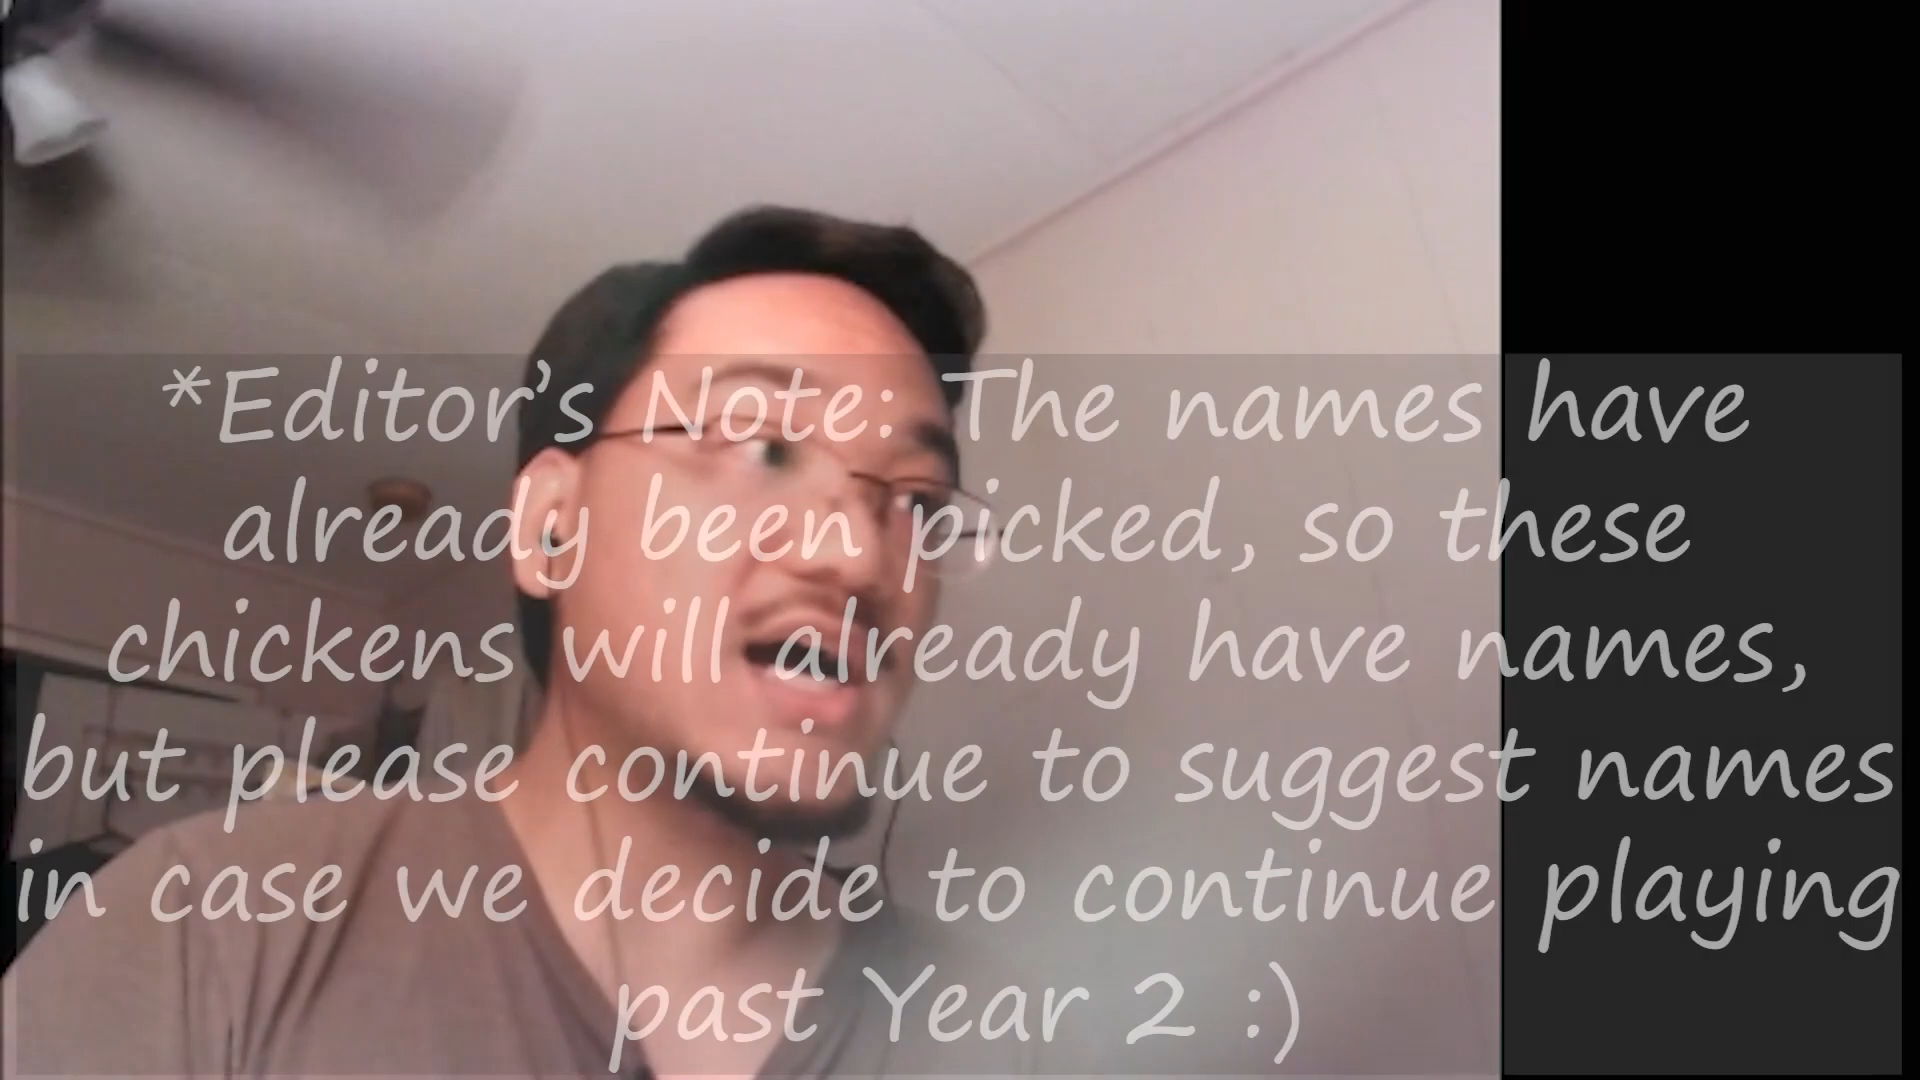 *Editor's Note: The names have
already been picked, so these
chickens will already have names,
but please continue to suggest names
in case we decide to continue playing
past Year 2 :)